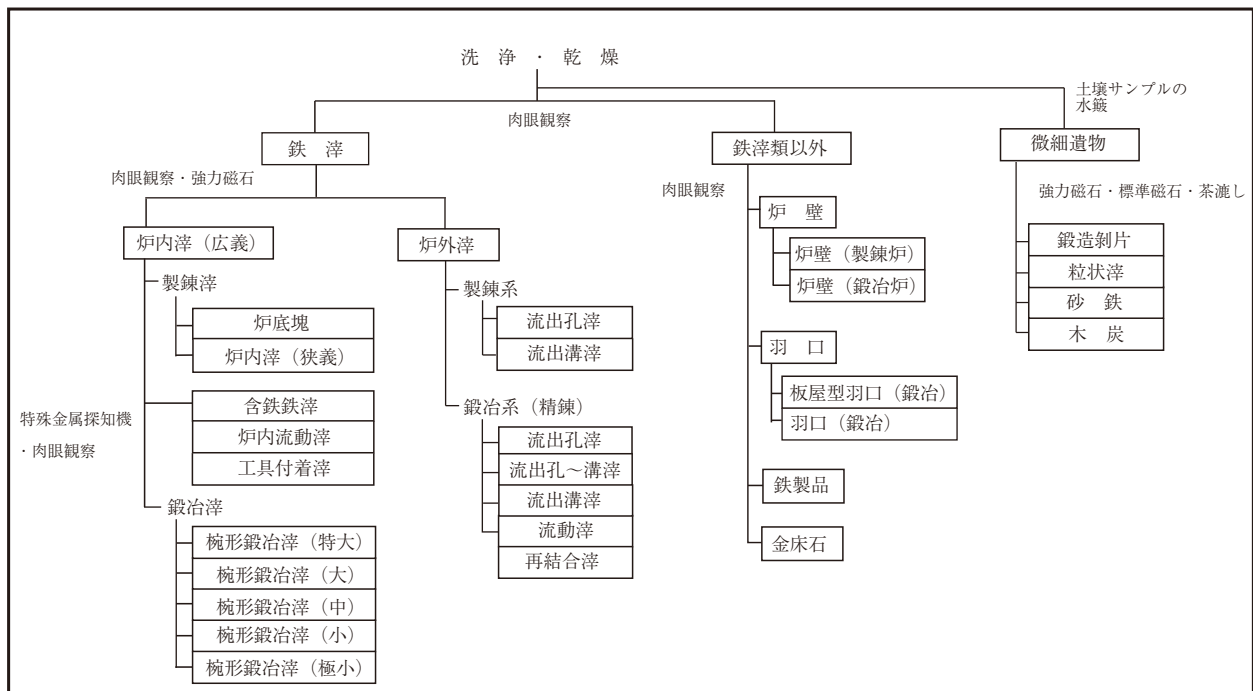 洗 浄 ・ 乾 燥
土壌サンプルの
水簸
肉眼観察
鉄 滓
鉄滓類以外
微細遺物
肉眼観察・強力磁石
肉眼観察
強力磁石・標準磁石・茶漉し
炉内滓（広義）
製錬滓
炉底塊
炉内滓（狭義）
含鉄鉄滓
炉内流動滓
工具付着滓
特殊金属探知機
・肉眼観察
鍛冶滓
椀形鍛冶滓（特大）
椀形鍛冶滓（大）
椀形鍛冶滓（中）
椀形鍛冶滓（小）
椀形鍛冶滓（極小）
炉外滓
製錬系
流出孔滓
流出溝滓
鍛冶系（精錬）
流出孔滓
流出孔～溝滓
流出溝滓
流動滓
再結合滓
炉 壁
炉壁（製錬炉）
炉壁（鍛冶炉）
羽 口
板屋型羽口（鍛冶）
羽口（鍛冶）
鉄製品
金床石
鍛造剝片
粒状滓
砂 鉄
木 炭